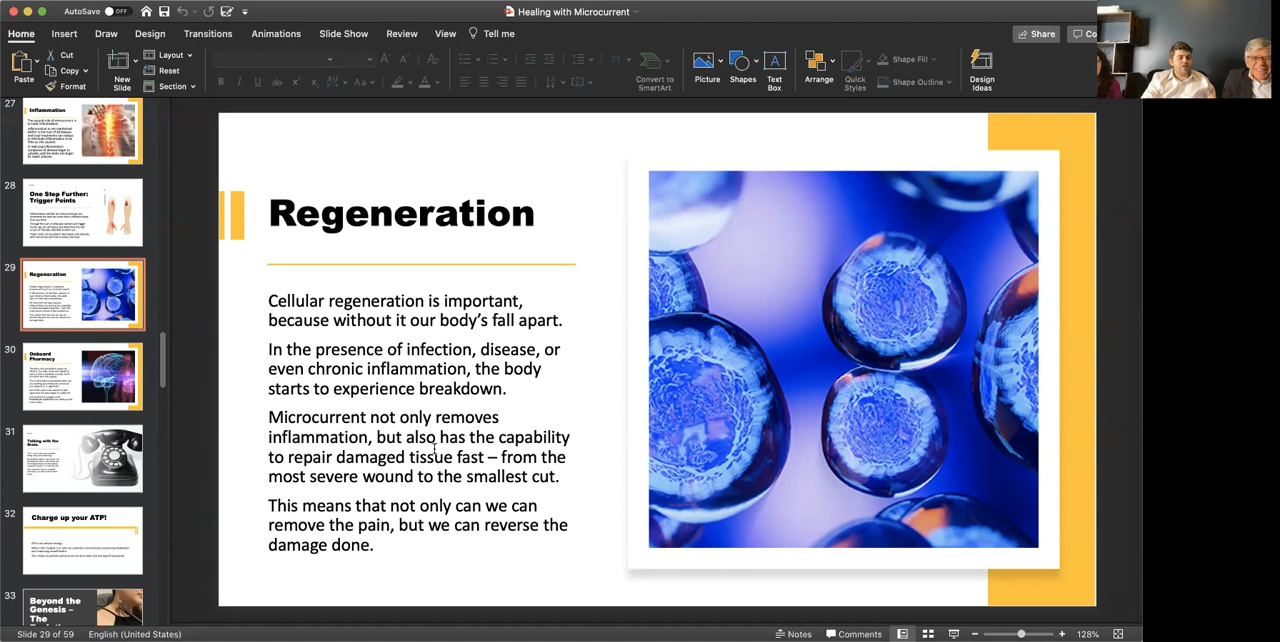 AutoSave OFF
Healing with Microcurrent
Home Insert Draw Design Transitions Animations Slide Show Review View Tell me
Share Co
Paste
Cut
Copy
Format
New Slide
Layout
Reset
Section
B I U ab
Convert to SmartArt
Picture
Shapes
Text Box
Arrange
Quick Styles
Shape Fill
Shape Outline
Design Ideas
27
Inflammation
28
One Step Further:
Trigger Points
29
Regeneration
30
Onboard
Pharmacy
31
Talking with the
Brain.
32
Charge up your ATP!
33
Beyond the
Genesis –
The
Regeneration
Cellular regeneration is important,
because without it our body's fall apart.
In the presence of infection, disease, or
even chronic inflammation, the body
starts to experience breakdown.
Microcurrent not only removes
inflammation, but also has the capability
to repair damaged tissue fast – from the
most severe wound to the smallest cut.
This means that not only can we can
remove the pain, but we can reverse the
damage done.
Slide 29 of 59 English (United States)
Notes Comments 128%